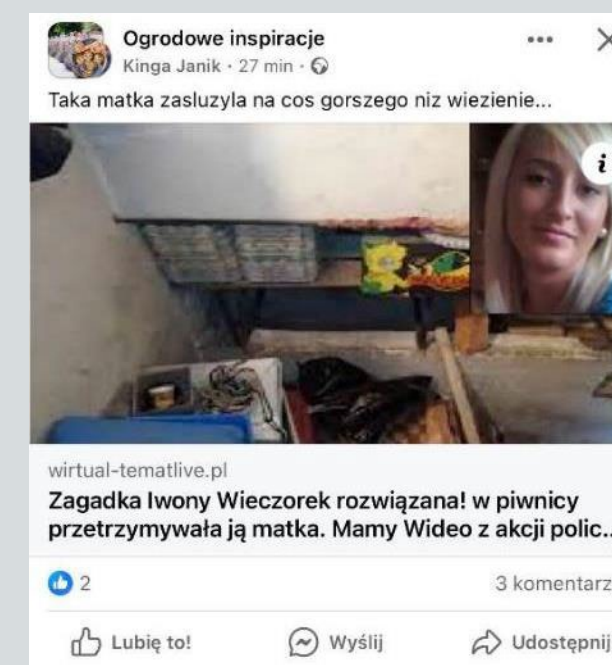 Ogrodowe inspiracje
Kinga Janik · 27 min ·
Taka matka zasluzyla na cos gorszego niz wiezienie...
i
wirtual-tematlive.pl
Zagadka Iwony Wieczorek rozwiązana! w piwnicy
przetrzymywała ją matka. Mamy Wideo z akcji polic..
2
3 komentarz
Lubię to!
Wyślij
Udostępnij